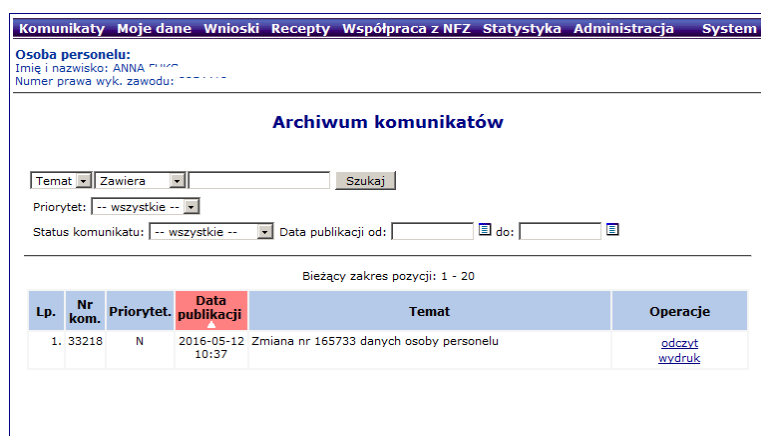 Komunikaty Moje dane Wnioski Recepty Współpraca z NFZ Statystyka Administracja System
Osoba personelu:
Imię i nazwisko: ANNA
Numer prawa wyk. zawodu:
Archiwum komunikatów
Temat Zawiera Szukaj
Priorytet: -- wszystkie --
Status komunikatu: -- wszystkie -- Data publikacji od: do:
Bieżący zakres pozycji: 1 - 20
Lp. Nr kom. Priorytet. Data publikacji Temat Operacje
1. 33218 N 2016-05-12 10:37 Zmiana nr 165733 danych osoby personelu odczyt
wydruk